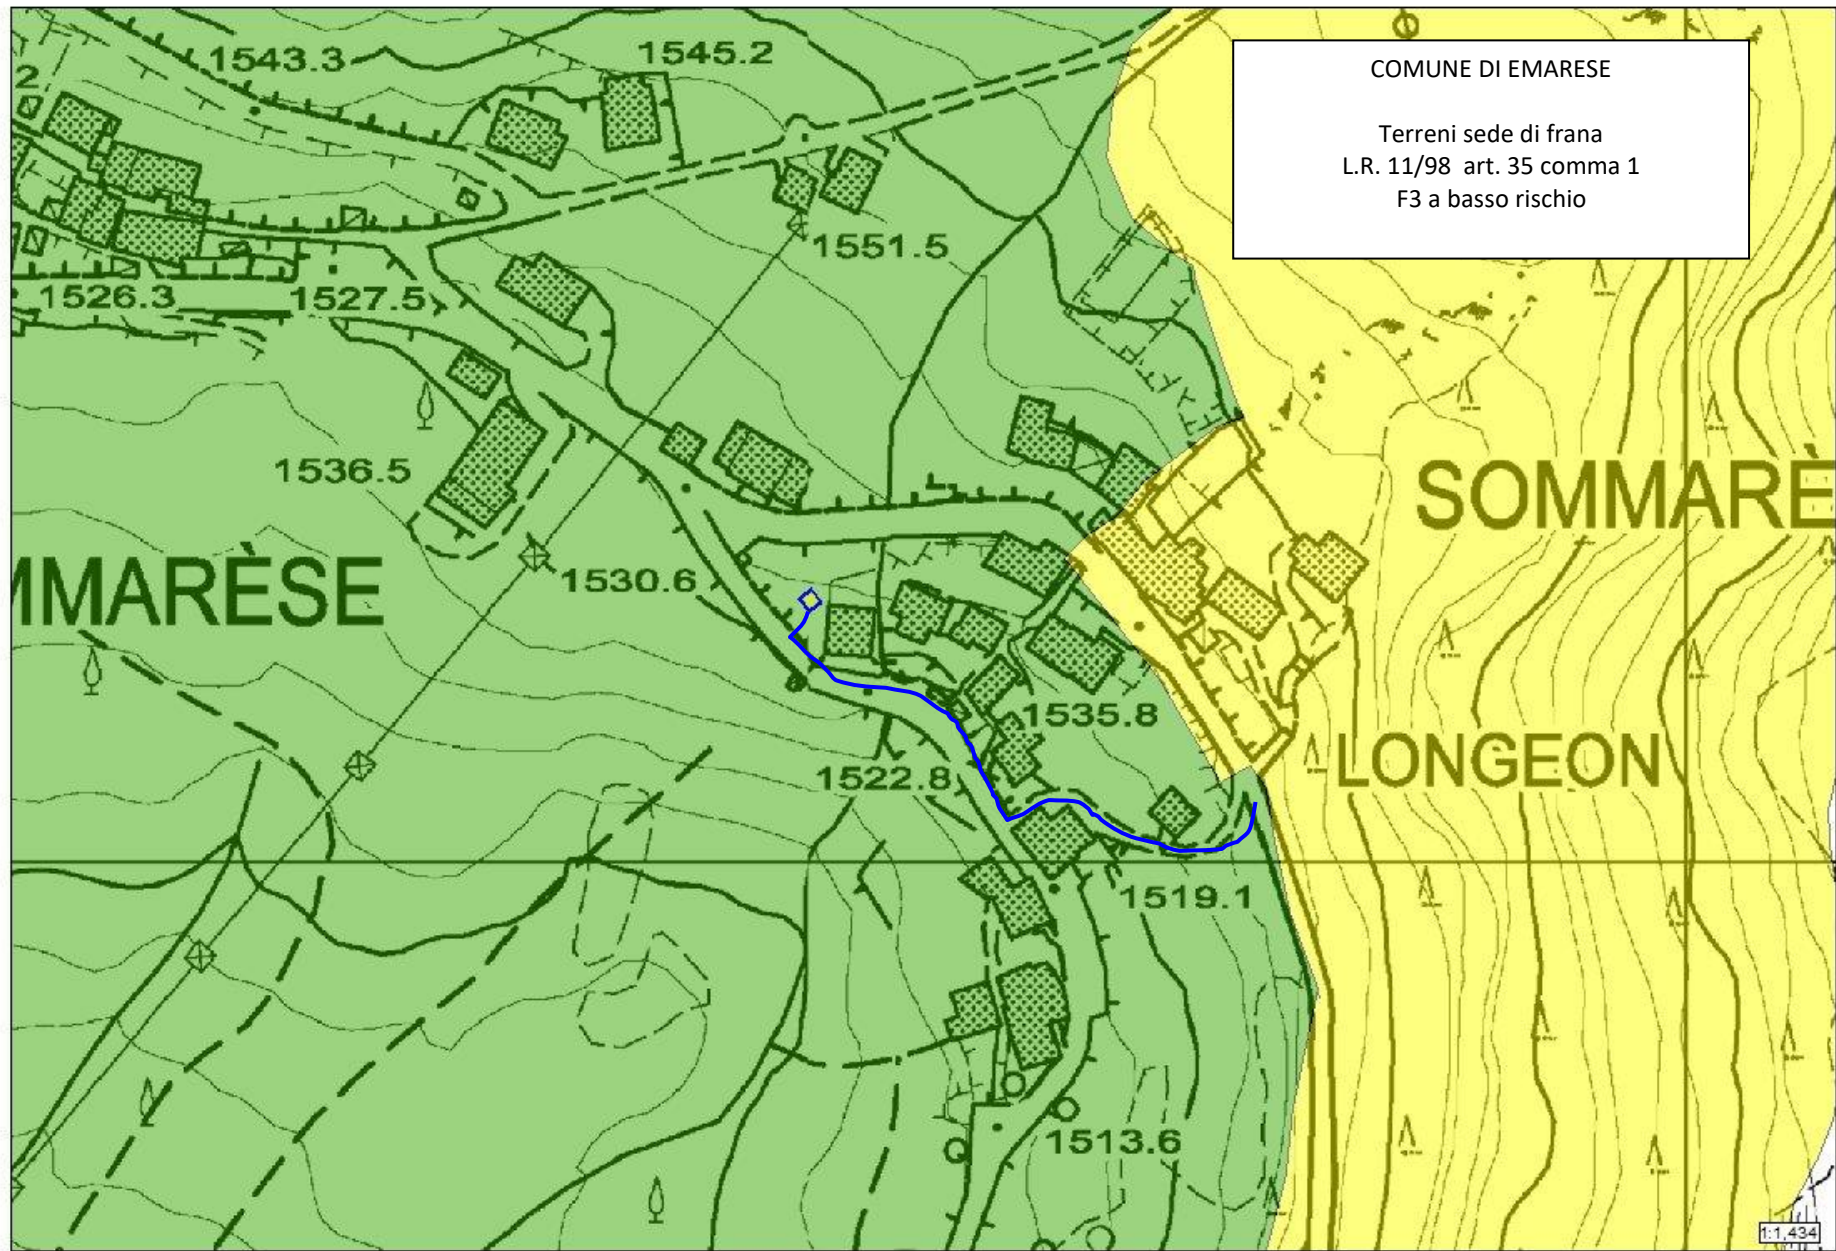 COMUNE DI EMARESE
Terreni sede di frana
L.R. 11/98 art. 35 comma 1
F3 a basso rischio
1543.3
1545.2
2
1551.5
1526.3
1527.5
1536.5
SOMMARE
MMARÈSE
1530.6
1535.8
1522.8
LONGEON
1519.1
1513.6
1:1,434